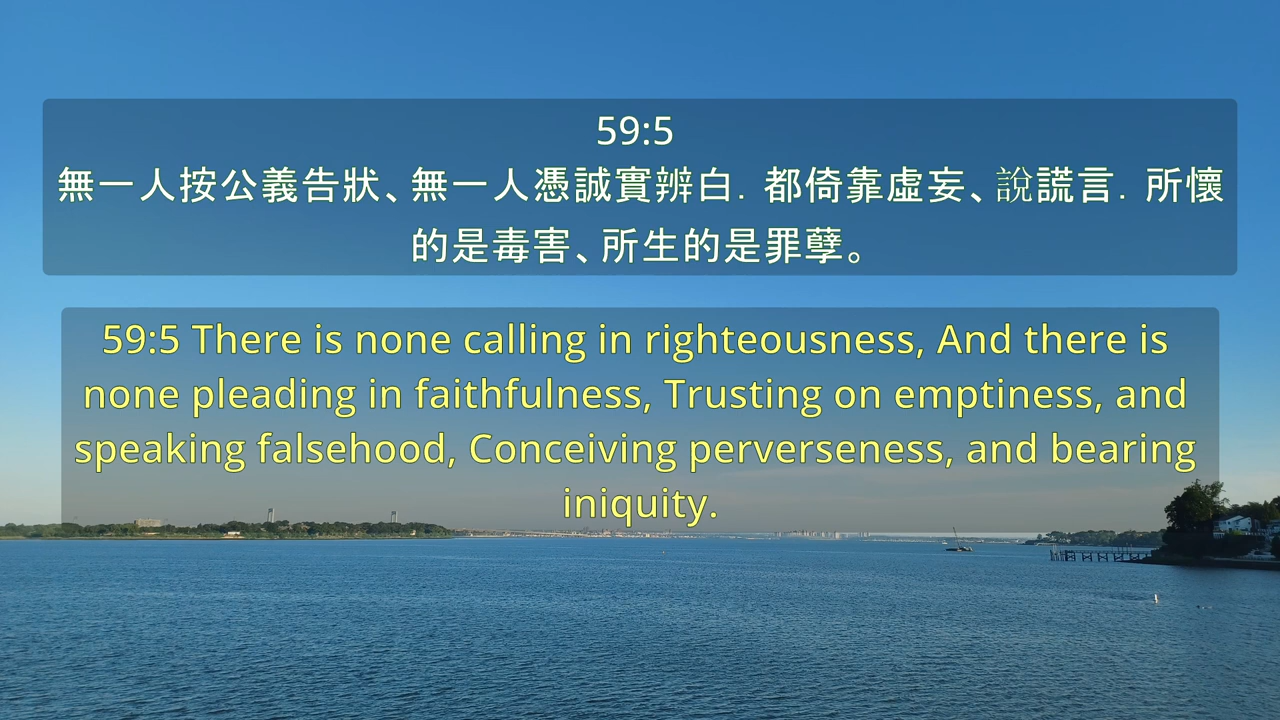 59:5
無一人按公義告狀、無一人憑誠實辨白．都倚靠虛妄、說謊言．所懷
的是毒害、所生的是罪孽。
59:5 There is none calling in righteousness, And there is
none pleading in faithfulness, Trusting on emptiness, and
speaking falsehood, Conceiving perverseness, and bearing
iniquity.